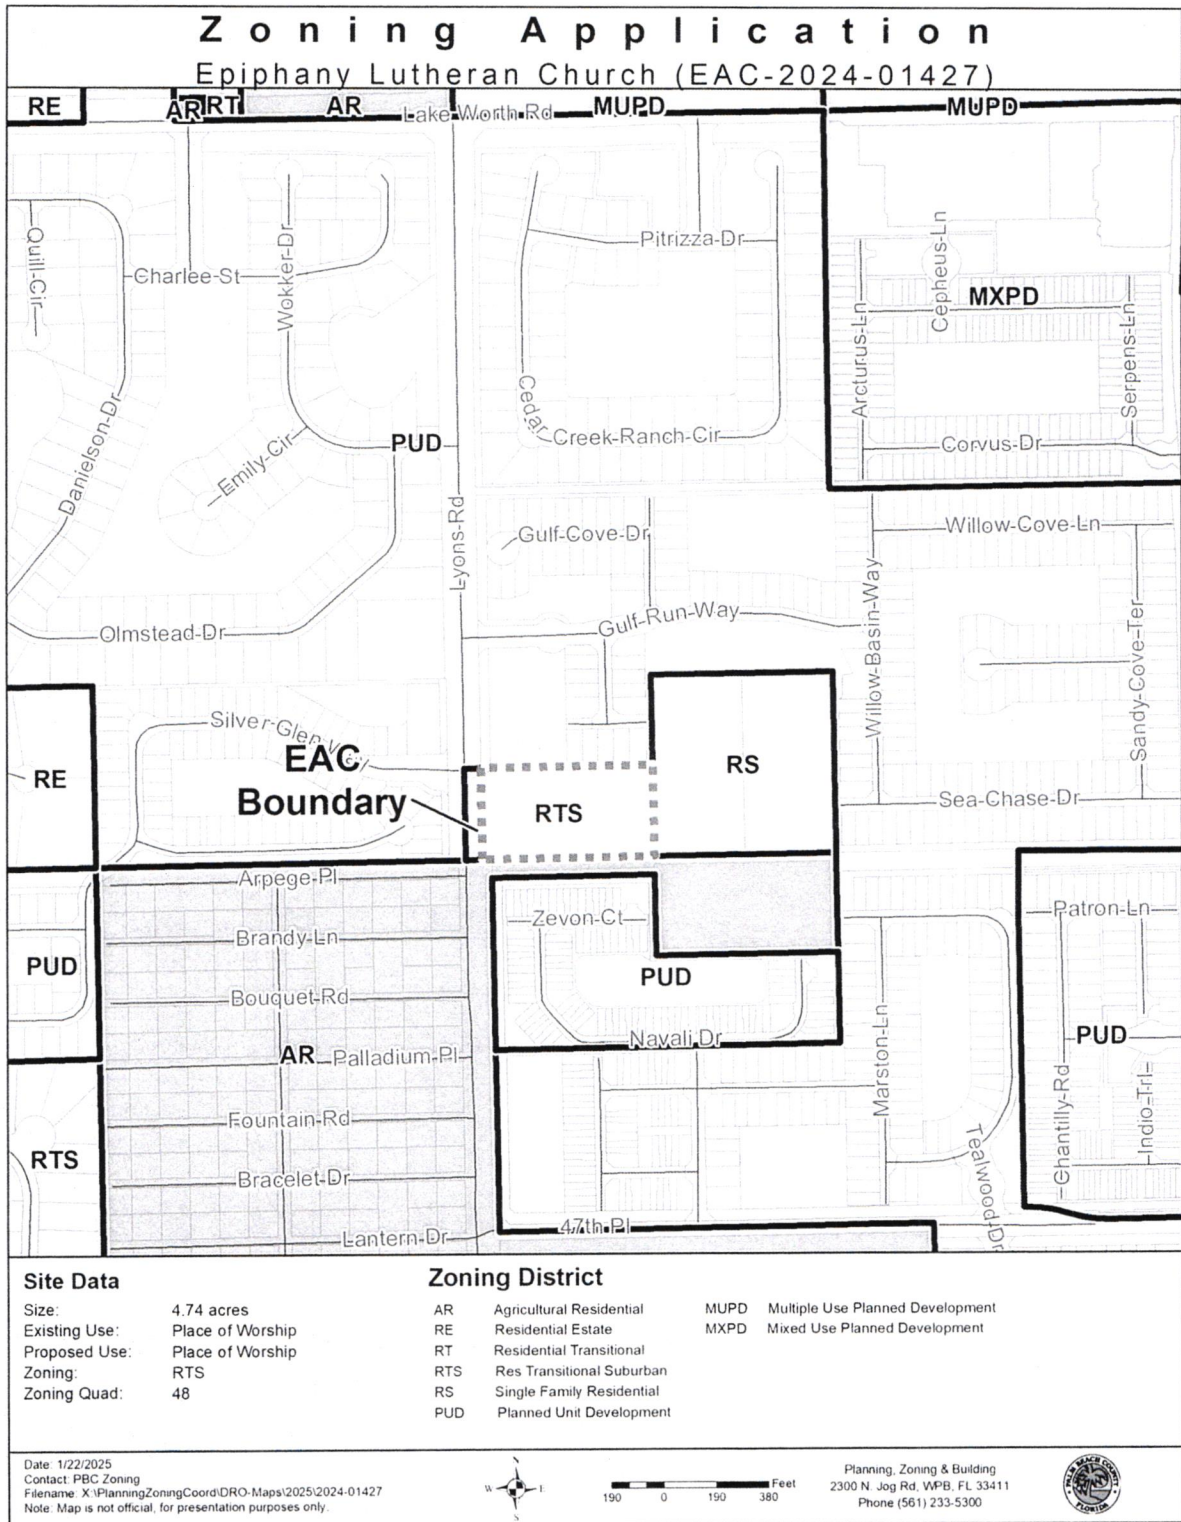 Zoning Application
Epiphany Lutheran Church (EAC-2024-01427)
RE
AR
RT
AR
Lake Worth Rd
MUPD
MUPD
Quill-Cir
Charlee-St
Wokker-Dr
Pitrizza-Dr
Cepheus-Ln
MXPD
Arcturus-Ln
Serpens-Ln
Danielson-Dr
Emily-Cir
PUD
Cedar
Creek-Ranch-Cir
Corvus-Dr
Lyons-Rd
Gulf-Cove-Dr
Willow-Cove-Ln
Olmstead-Dr
Gulf-Run-Way
Willow-Basin-Way
Sandy-Cove-Ter
Silver-Glen-Way
EAC
Boundary
RE
RTS
RS
Sea-Chase-Dr
Arpege-Pl
Brandy-Ln
Zevon-Ct
Patron-Ln
PUD
Bouquet-Rd
PUD
Navali Dr
AR
Palladium-Pl
Marston-Ln
PUD
Chantilly-Rd
Indio-Trl
Fountain-Rd
RTS
Bracelet-Dr
Tealwood-Dr
Lantern-Dr
47th-Pl
Site Data
Size: 4.74 acres
Existing Use: Place of Worship
Proposed Use: Place of Worship
Zoning: RTS
Zoning Quad: 48
Zoning District
AR Agricultural Residential
RE Residential Estate
RT Residential Transitional
RTS Res Transitional Suburban
RS Single Family Residential
PUD Planned Unit Development
MUPD Multiple Use Planned Development
MXPD Mixed Use Planned Development
Date: 1/22/2025
Contact: PBC Zoning
Filename: X:\PlanningZoningCoord\DRO-Maps\2025\2024-01427
Note: Map is not official, for presentation purposes only.
N
W E
S
Feet
190 0 190 380
Planning, Zoning & Building
2300 N. Jog Rd, WPB, FL 33411
Phone (561) 233-5300
PALM BEACH COUNTY
FLORIDA